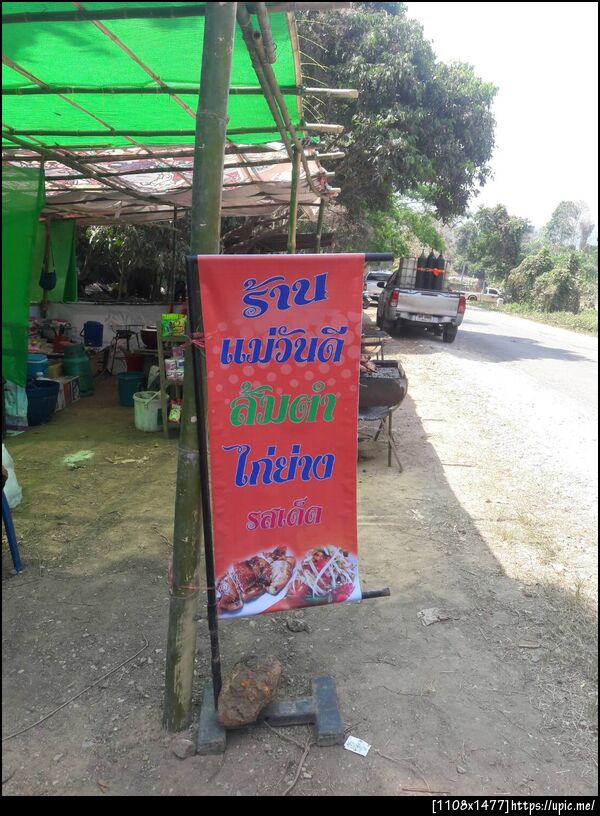 ร้าน
แม่วันดี
ส้มตำ
ไก่ย่าง
รสเด็ด
[1108x1477]https://upic.me/